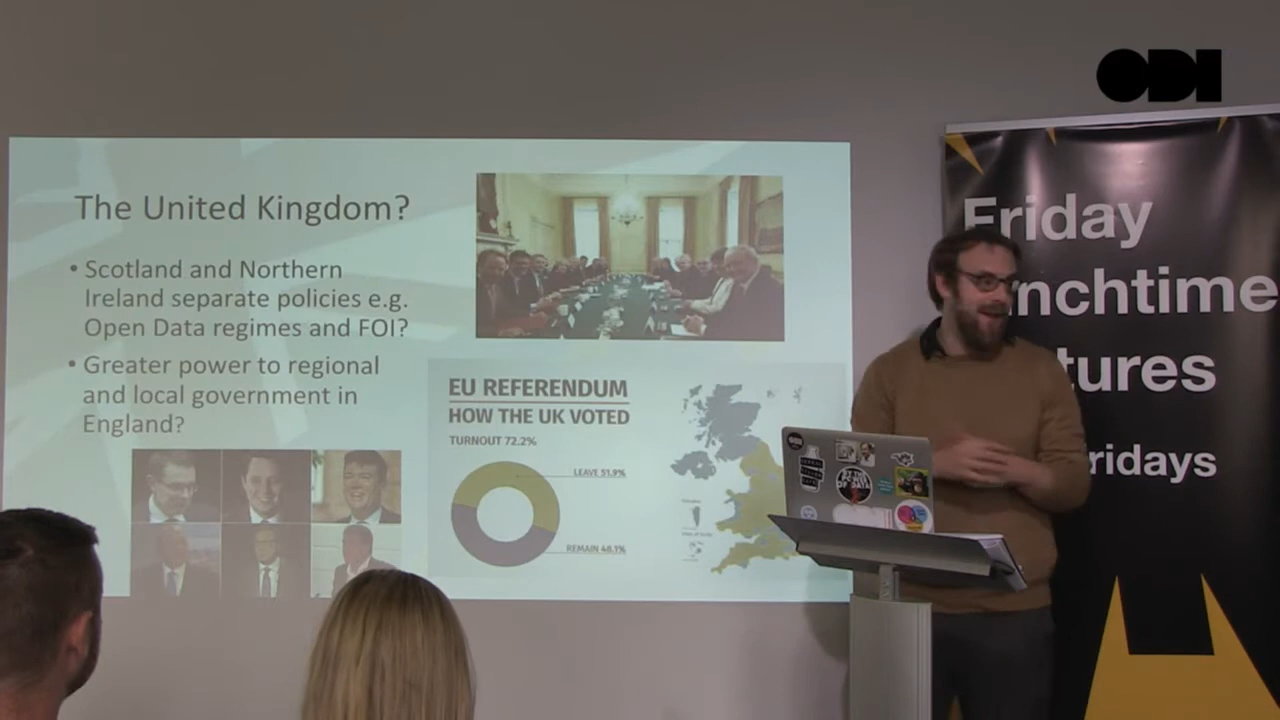 ODI
The United Kingdom?
• Scotland and Northern
Ireland separate policies e.g.
Open Data regimes and FOI?
• Greater power to regional
and local government in
England?
EU REFERENDUM
HOW THE UK VOTED
TURNOUT 72.2%
LEAVE 51.9%
REMAIN 48.1%
Friday
nchtime
tures
ridays